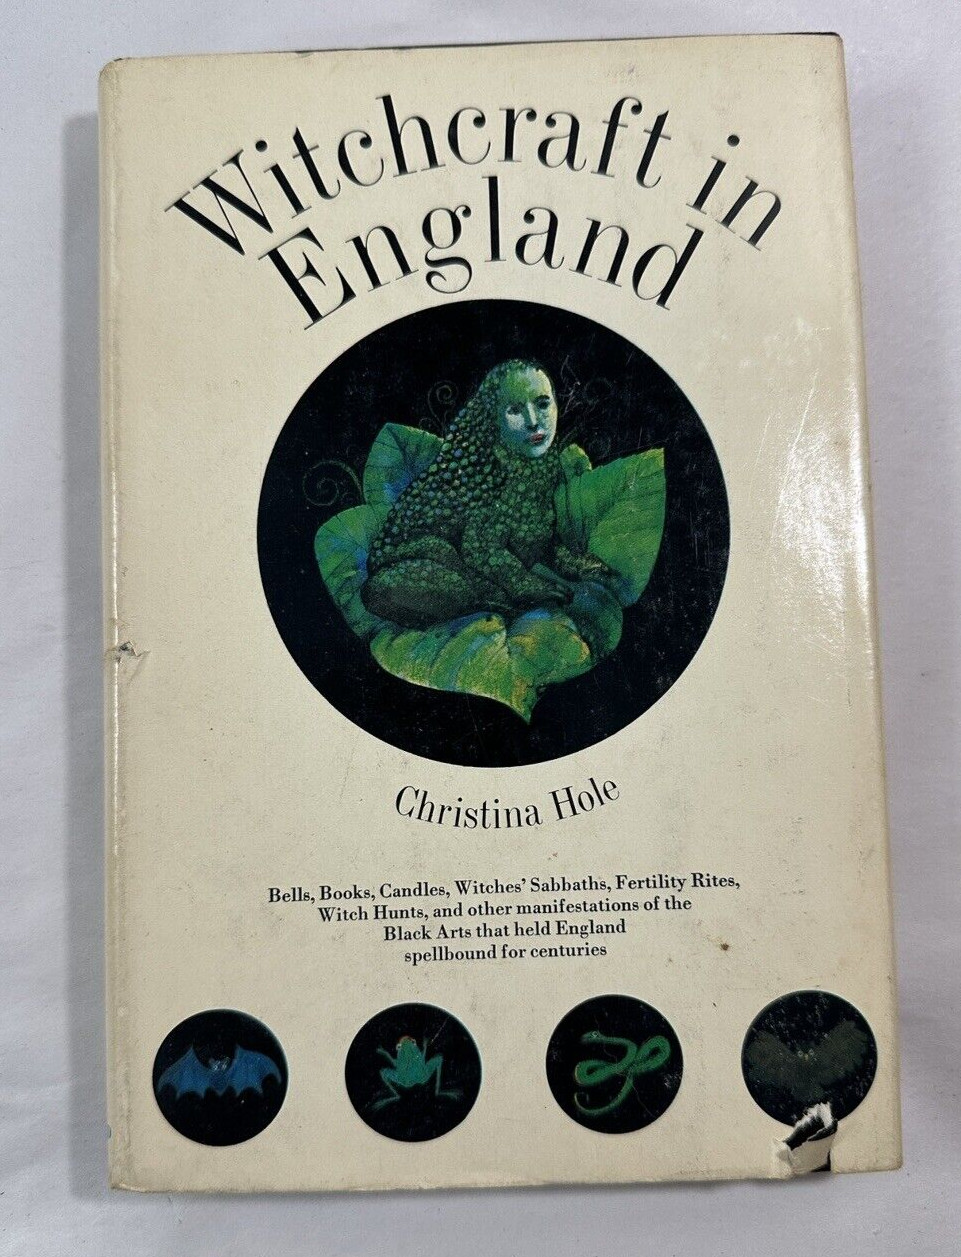 Witchcraft in
England
Christina Hole
Bells, Books, Candles, Witches’ Sabbaths, Fertility Rites,
Witch Hunts, and other manifestations of the
Black Arts that held England
spellbound for centuries